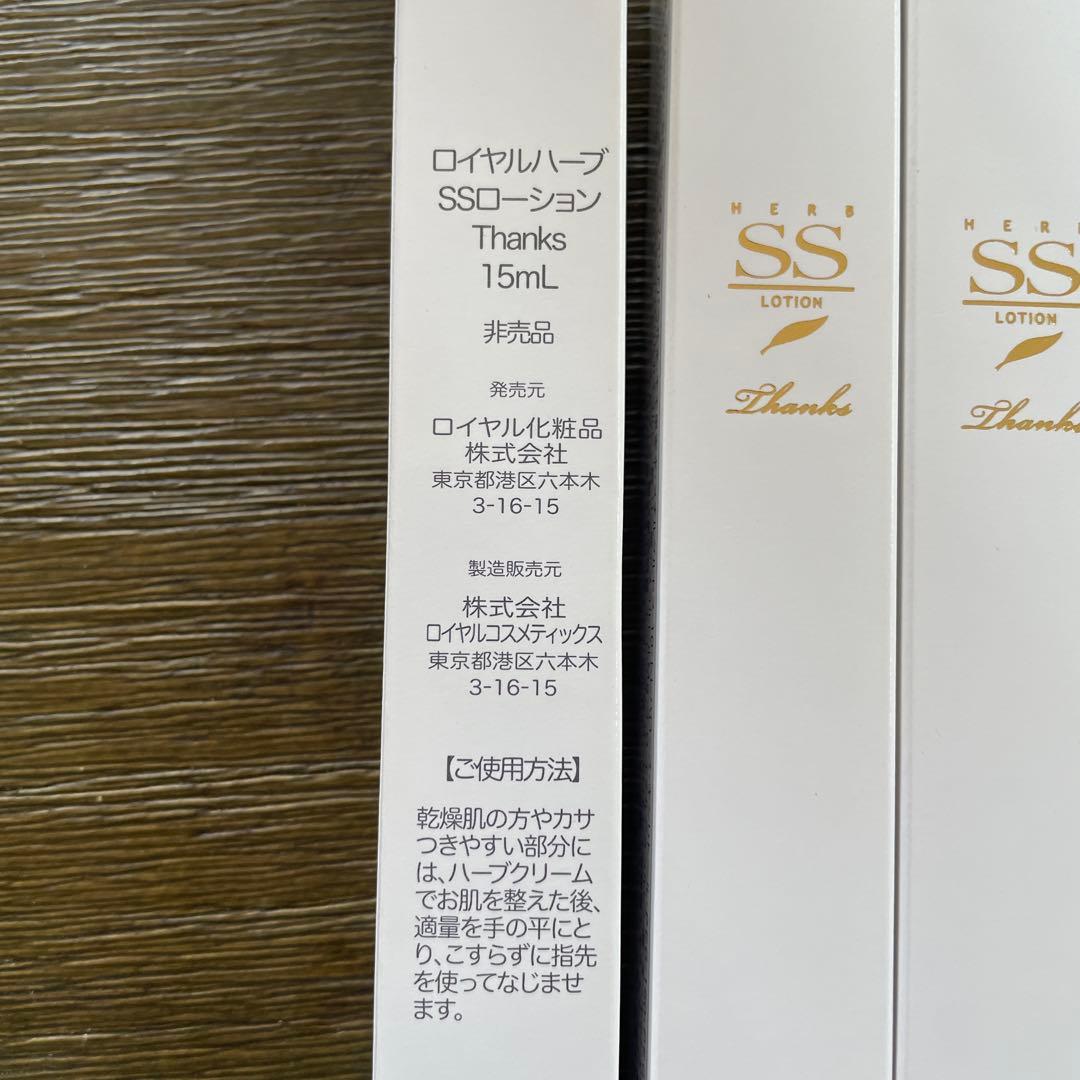 ロイヤルハーブ
SSローション
Thanks
15mL
非売品
発売元
ロイヤル化粧品
株式会社
東京都港区六本木
3-16-15
製造販売元
株式会社
ロイヤルコスメティックス
東京都港区六本木
3-16-15
【ご使用方法】
乾燥肌の方やカサ
つきやすい部分に
は、ハーブクリーム
でお肌を整えた後、
適量を手の平にと
り、こすらずに指先
を使ってなじませ
ます。
HERB
SS
LOTION
Thanks
HERB
SS
LOTION
Thanks